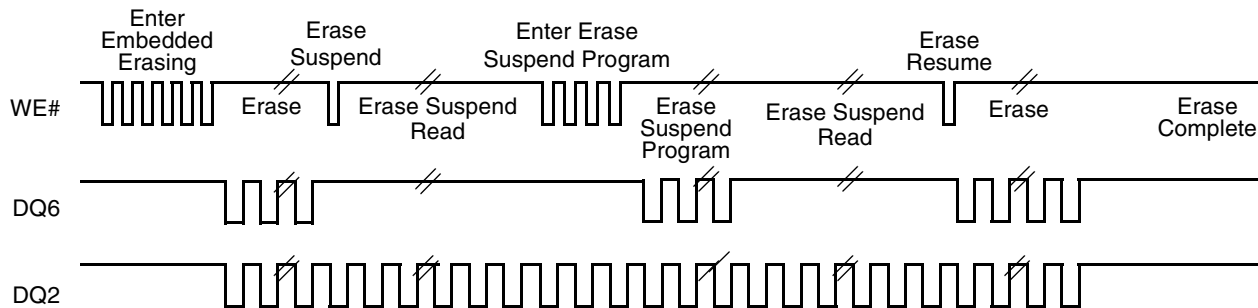 Enter
Embedded
Erasing
Erase
Suspend
Enter Erase
Suspend Program
Erase
Resume
WE#
Erase
Erase Suspend
Read
Erase
Suspend
Program
Erase Suspend
Read
Erase
Erase
Complete
DQ6
DQ2